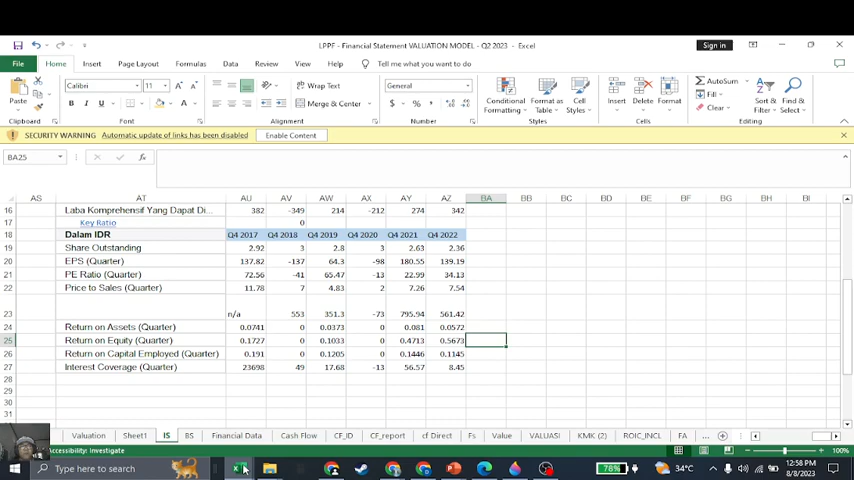 LPPF - Financial Statement VALUATION MODEL - Q2 2023 - Excel
Sign in
File Home Insert Page Layout Formulas Data Review View Help Tell me what you want to do
Calibri 11
Wrap Text
General
AutoSum
Fill
Clear
Paste
Merge & Center
Conditional Formatting
Format as Table
Cell Styles
Insert Delete Format
Sort & Filter
Find & Select
Clipboard Font Alignment Number Styles Cells Editing
SECURITY WARNING Automatic update of links has been disabled Enable Content
BA25
fx
AS AT AU AV AW AX AY AZ BA BB BC BD BE BF BG BH BI
16 Laba Komprehensif Yang Dapat Di... 382 -349 214 -212 274 342
17 Key Ratio 0
18 Dalam IDR Q4 2017 Q4 2018 Q4 2019 Q4 2020 Q4 2021 Q4 2022
19 Share Outstanding 2.92 3 2.8 3 2.63 2.36
20 EPS (Quarter) 137.82 -137 64.3 -98 180.55 139.19
21 PE Ratio (Quarter) 72.56 -41 65.47 -13 22.99 34.13
22 Price to Sales (Quarter) 11.78 7 4.83 2 7.26 7.54
23 n/a 553 351.3 -73 795.94 561.42
24 Return on Assets (Quarter) 0.0741 0 0.0373 0 0.081 0.0572
25 Return on Equity (Quarter) 0.1727 0 0.1033 0 0.4713 0.5673
26 Return on Capital Employed (Quarter) 0.191 0 0.1205 0 0.1446 0.1145
27 Interest Coverage (Quarter) 23698 49 17.68 -13 56.57 8.45
28
29
30
31
Valuation Sheet1 IS BS Financial Data Cash Flow CF_ID CF_report cf Direct Fs Value VALUASI KMK (2) ROIC_INCL FA ...
Accessibility: Investigate
100%
Type here to search
78%
34°C
12:58 PM
8/8/2023